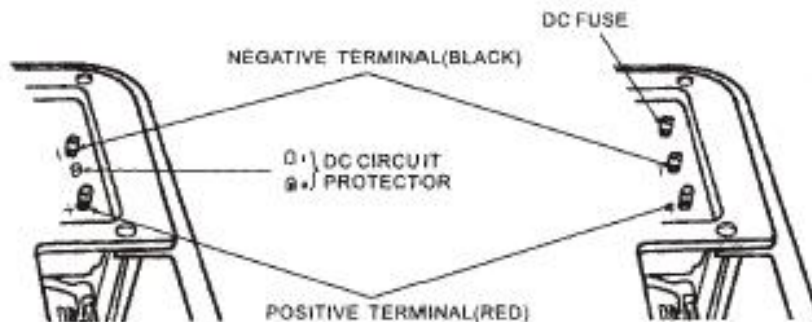 DC FUSE
NEGATIVE TERMINAL(BLACK)
DC CIRCUIT
PROTECTOR
POSITIVE TERMINAL(RED)